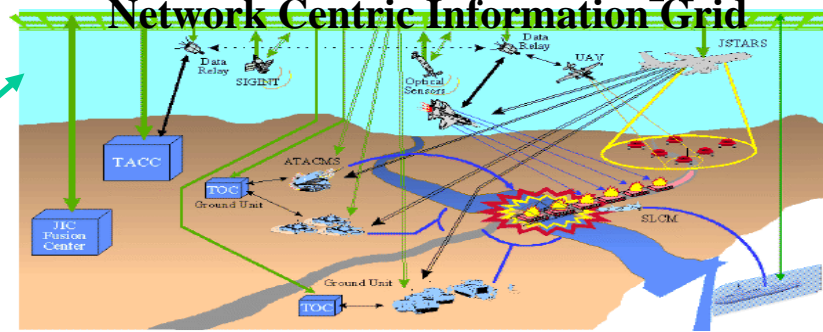 Network Centric Information Grid
Data
Relay
SIGINT
Optical
Sensors
Data
Relay
UAV
JSTARS
TACC
ATACMS
TOC
Ground Unit
JIC
Fusion
Center
SLCM
Ground Unit
TOC